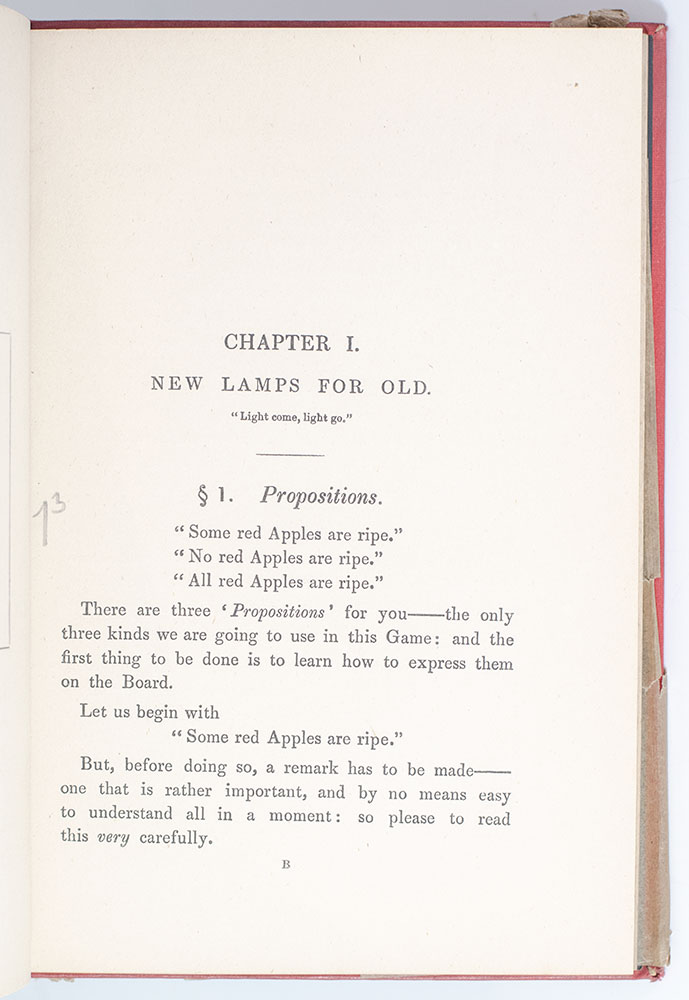 CHAPTER I.
NEW LAMPS FOR OLD.
"Light come, light go."
§ 1. Propositions.
"Some red Apples are ripe."
"No red Apples are ripe."
"All red Apples are ripe."
There are three 'Propositions' for you——the only
three kinds we are going to use in this Game: and the
first thing to be done is to learn how to express them
on the Board.
Let us begin with
"Some red Apples are ripe."
But, before doing so, a remark has to be made——
one that is rather important, and by no means easy
to understand all in a moment: so please to read
this very carefully.
B